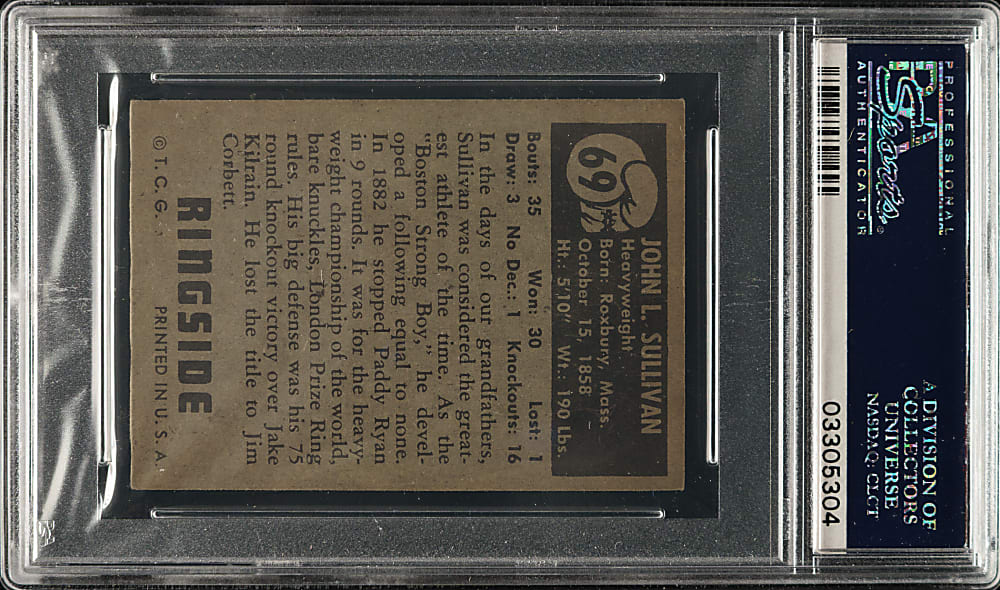 PROFESSIONAL
PSA
Sports®
AUTHENTICATOR
A DIVISION OF
COLLECTORS
UNIVERSE
NASDAQ: CLCT
03305304
69
JOHN L. SULLIVAN
Heavyweight
Born: Roxbury, Mass.
October 15, 1858
Ht.: 5'10" Wt.: 190 Lbs.
Bouts: 35 Won: 30 Lost: 1
Draw: 3 No Dec.: 1 Knockouts: 16
In the days of our grandfathers,
Sullivan was considered the great-
est athlete of the time. As the
"Boston Strong Boy," he devel-
oped a following equal to none.
In 1882 he stopped Paddy Ryan
in 9 rounds. It was for the heavy-
weight championship of the world,
bare knuckles, London Prize Ring
rules. His big defense was his 75
round knockout victory over Jake
Kilrain. He lost the title to Jim
Corbett.
RINGSIDE
© T.C.G. PRINTED IN U.S.A.